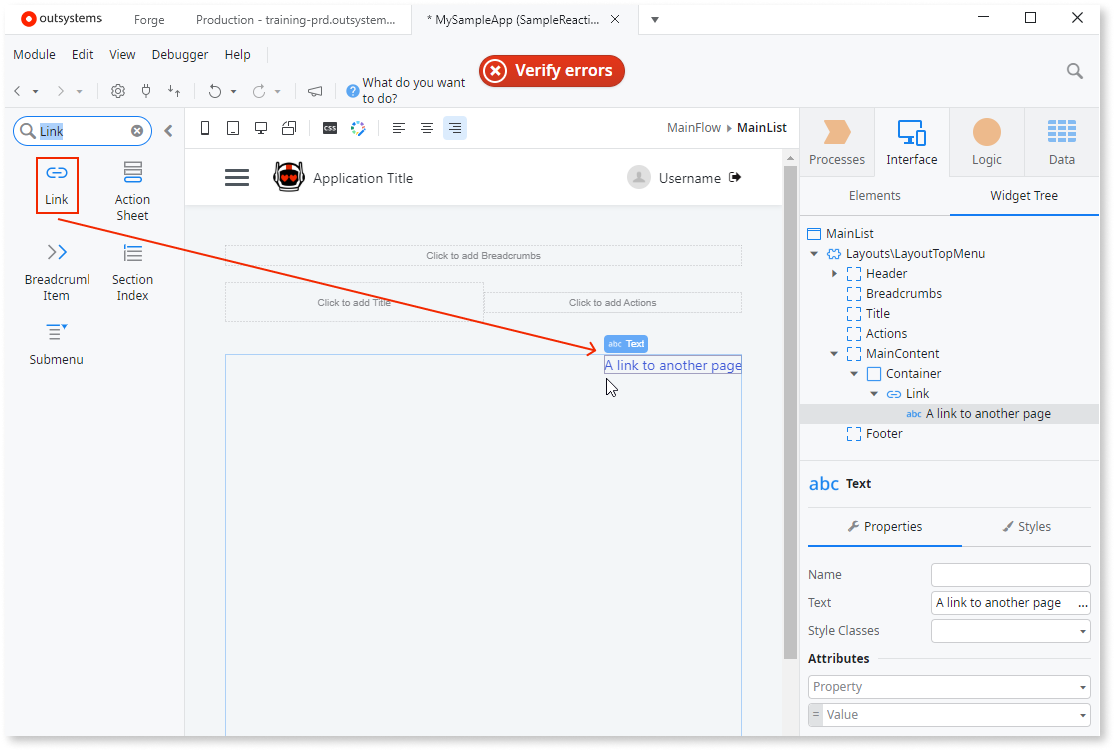 outsystems
Forge
Production - training-prd.outsystem...
* MySampleApp (SampleReacti...
Module Edit View Debugger Help
Verify errors
What do you want
to do?
Link
Link
Action
Sheet
Breadcruml
Item
Section
Index
Submenu
CSS
MainFlow MainList
Application Title
Username
Click to add Breadcrumbs
Click to add Title
Click to add Actions
abc Text
A link to another page
Processes
Interface
Logic
Data
Elements
Widget Tree
MainList
Layouts\LayoutTopMenu
Header
Breadcrumbs
Title
Actions
MainContent
Container
Link
abc A link to another page
Footer
abc Text
Properties
Styles
Name
Text A link to another page ...
Style Classes
Attributes
Property
= Value